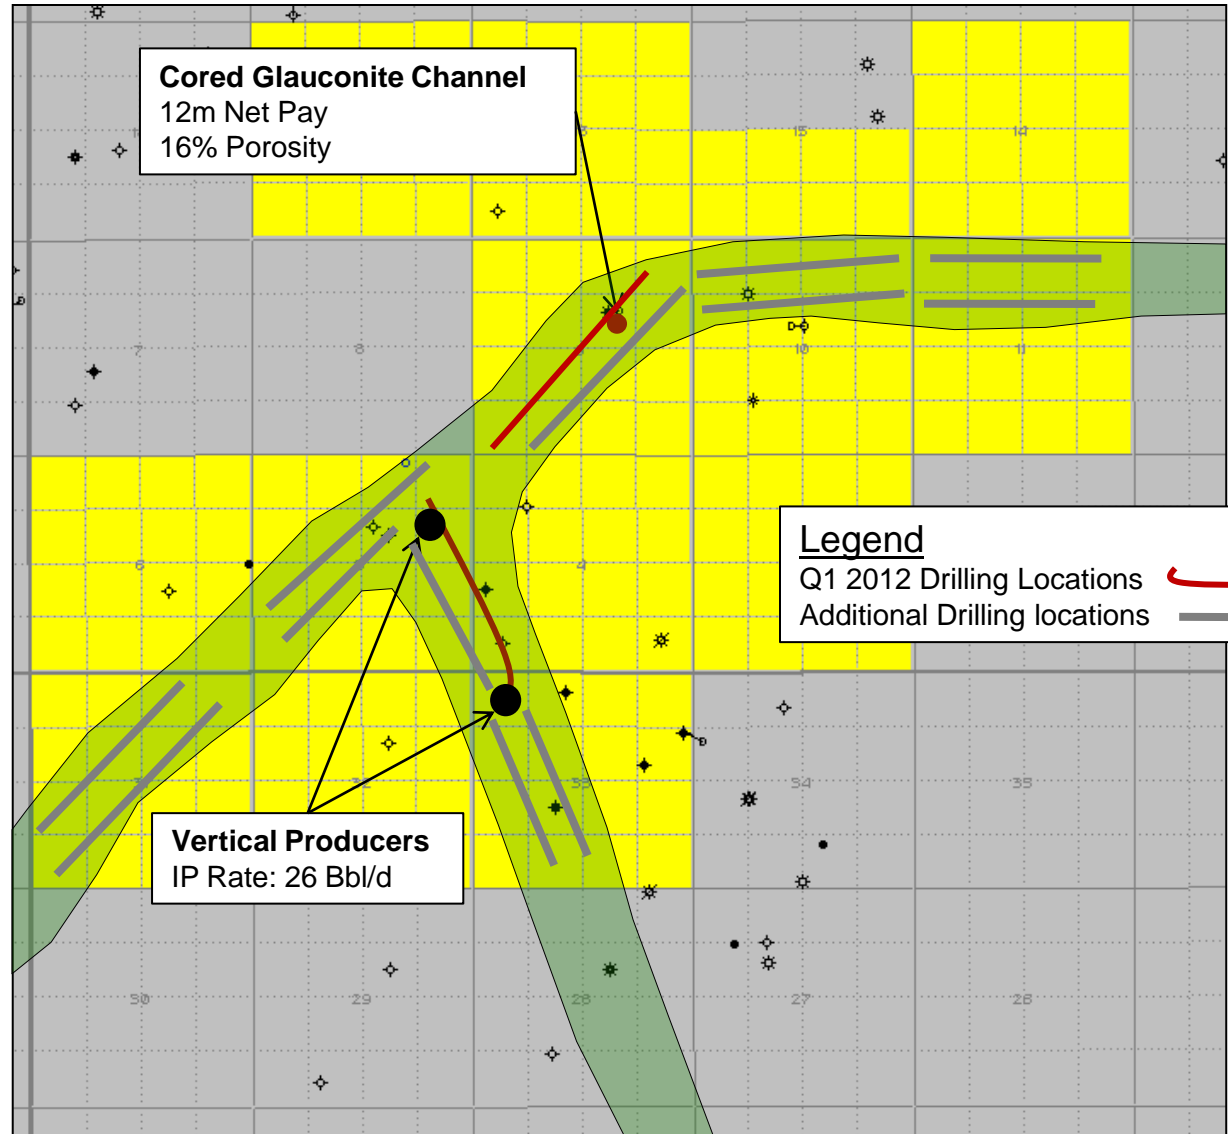 Cored Glauconite Channel
12m Net Pay
16% Porosity
15
14
7
8
10
11
Legend
Q1 2012 Drilling Locations
Additional Drilling locations
6
4
34
35
33
Vertical Producers
IP Rate: 26 Bbl/d
30
29
28
27
26